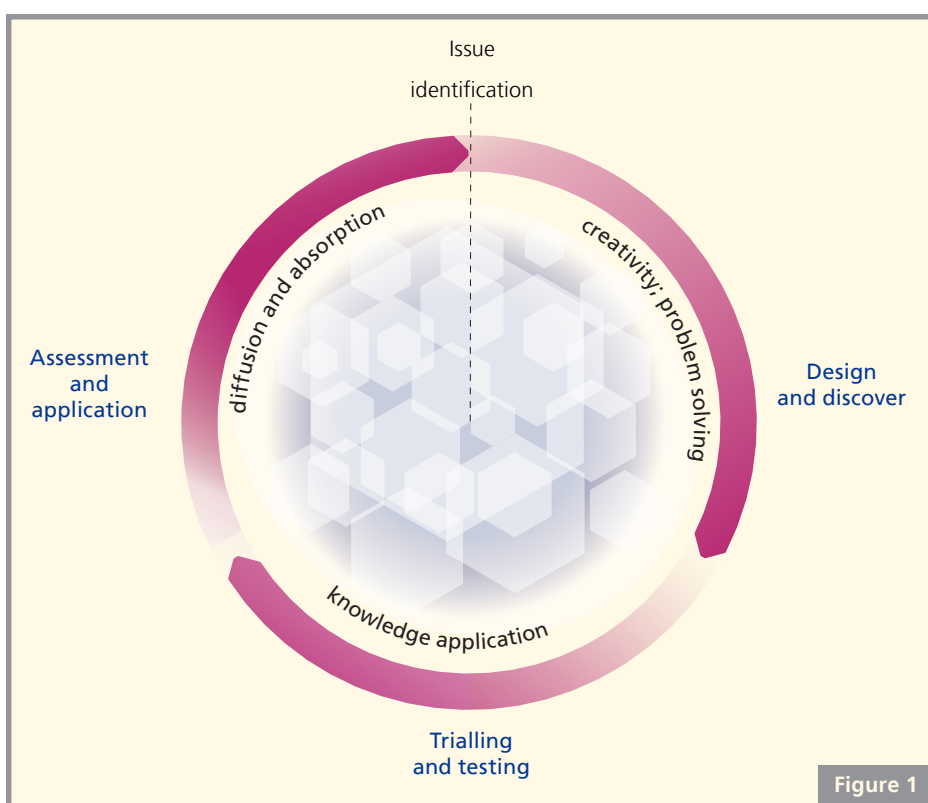 Issue
identification
diffusion and absorption
creativity; problem solving
Assessment
and
application
Design
and discover
knowledge application
Trialling
and testing
Figure 1